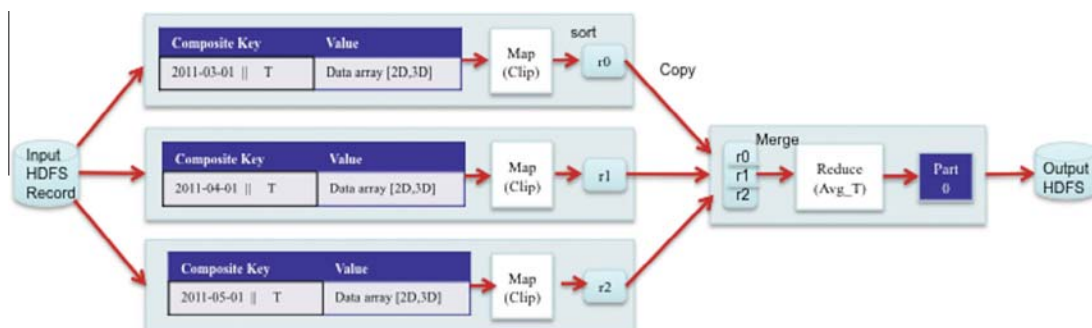 Composite Key Value
2011-03-01 || T Data array [2D,3D]
Map
(Clip)
sort
r0
Copy
Input
HDFS
Record
Composite Key Value
2011-04-01 || T Data array [2D,3D]
Map
(Clip)
r1
Merge
r0
r1
r2
Reduce
(Avg_T)
Part
0
Output
HDFS
Composite Key Value
2011-05-01 || T Data array [2D,3D]
Map
(Clip)
r2